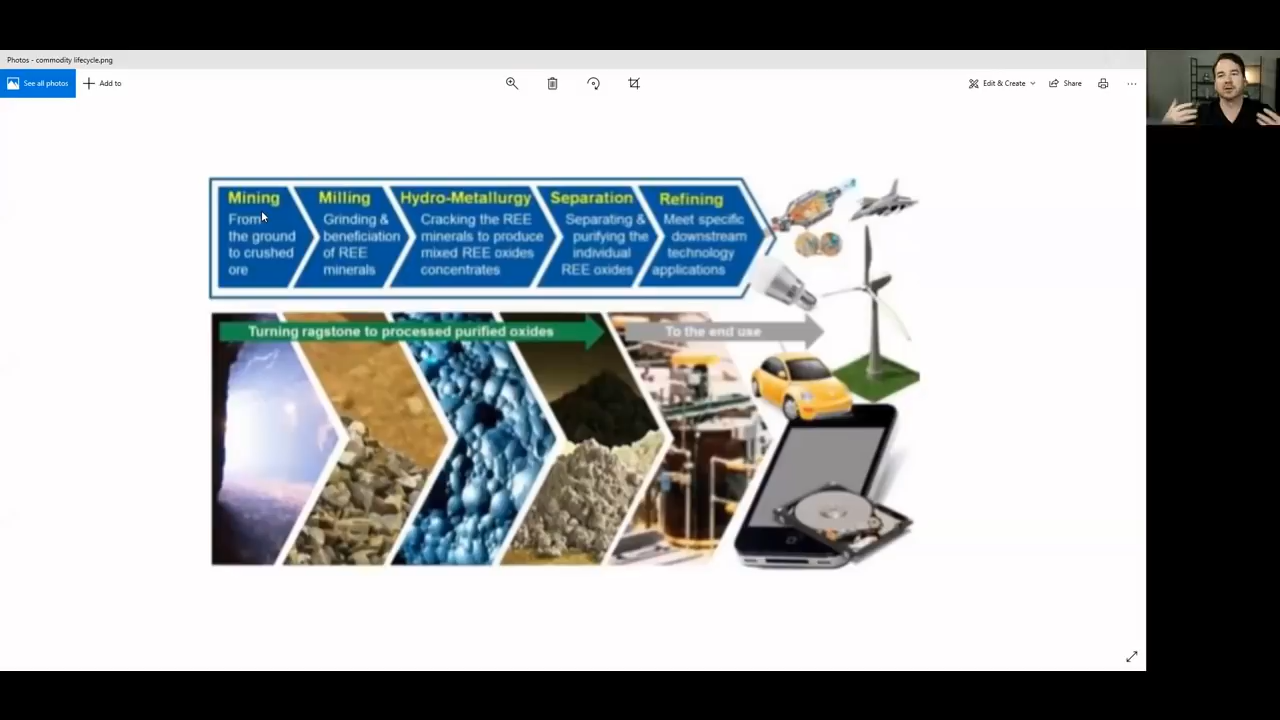 Photos - commodity lifecycle.png
See all photos
Add to
Edit & Create
Share
Mining
From
the ground
to crushed
ore
Milling
Grinding &
beneficiation
of REE
minerals
Hydro-Metallurgy
Cracking the REE
minerals to produce
mixed REE oxides
concentrates
Separation
Separating &
purifying the
individual
REE oxides
Refining
Meet specific
downstream
technology
applications
Turning ragstone to processed purified oxides
To the end use